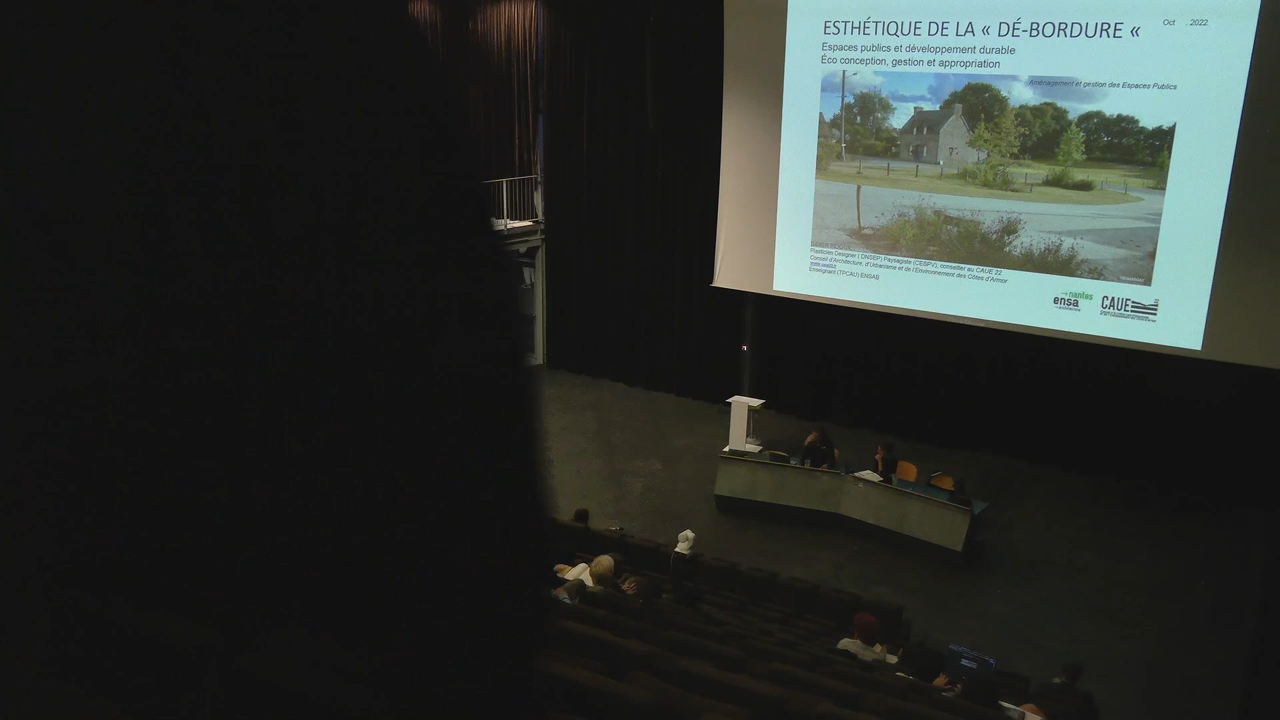 ESTHÉTIQUE DE LA « DÉ-BORDURE «
Oct . 2022
Espaces publics et développement durable
Éco conception, gestion et appropriation
Aménagement et gestion des Espaces Publics
Plasticien Designer ( DNSEP) Paysagiste (CESPV), conseiller au CAUE 22
Conseil d'Architecture, d'Urbanisme et de l'Environnement des Côtes d'Armor
Enseignant (TPCAU) ENSAB
nantes
ensa
architecture
CAUE